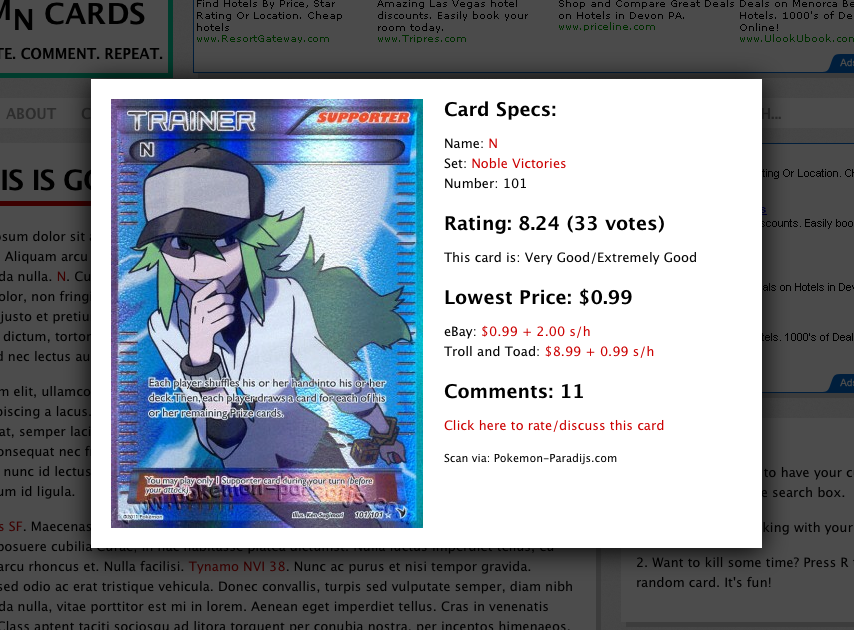 MN CARDS
TE. COMMENT. REPEAT.
Find Hotels By Price, Star
Rating Or Location. Cheap
hotels
www.ResortGateway.com
Amazing Las Vegas hotel
discounts. Easily book your
room today.
www.Tripres.com
Shop and Compare Great Deals
on Hotels in Devon PA.
www.priceline.com
Deals on Menorca Be
Hotels. 1000's of Dea
Online!
www.UlookUbook.com
Ad
ABOUT
C
H...
IS IS GO
TRAINER
SUPPORTER
N
Each player shuffles his or her hand into his or her
deck. Then, each player draws a card for each of his
or her remaining Prize cards.
You may play only 1 Supporter card during your turn (before
your attack).
www.pokemon-paradijs.com
©2011 Pokémon
Illus. Ken Sugimori
101/101
Card Specs:
Name: N
Set: Noble Victories
Number: 101
Rating: 8.24 (33 votes)
This card is: Very Good/Extremely Good
Lowest Price: $0.99
eBay: $0.99 + 2.00 s/h
Troll and Toad: $8.99 + 0.99 s/h
Comments: 11
Click here to rate/discuss this card
Scan via: Pokemon-Paradijs.com
psum dolor sit
Aliquam arcu
da nulla. N. Cu
olor, non fring
justo et pretiu
dictum, tortor
d nec lectus au
m elit, ullamco
piscing a lacus.
at, semper laci
onsequat nec f
nunc id lectus
um id ligula.
s SF. Maecenas
posuere cubilia Curae; in hac habitasse platea dictumst. Nulla luctus imperdiet tellus, eu
arcu rhoncus et. Nulla facilisi. Tynamo NVI 38. Nunc ac purus et nisi tempor gravida.
sed odio ac erat tristique vehicula. Donec convallis, turpis sed vulputate semper, diam nibh
da nulla, vitae porttitor est mi in lorem. Aenean eget imperdiet tellus. Cras in venenatis
Class aptent taciti sociosqu ad litora torquent per conubia nostra, per inceptos himenaeos.
ting Or Location. Ch
scounts. Easily boo
als on Hotels in Dev
tels. 1000's of Deal
Ad
to have your c
e search box.
king with your
2. Want to kill some time? Press R f
random card. It's fun!